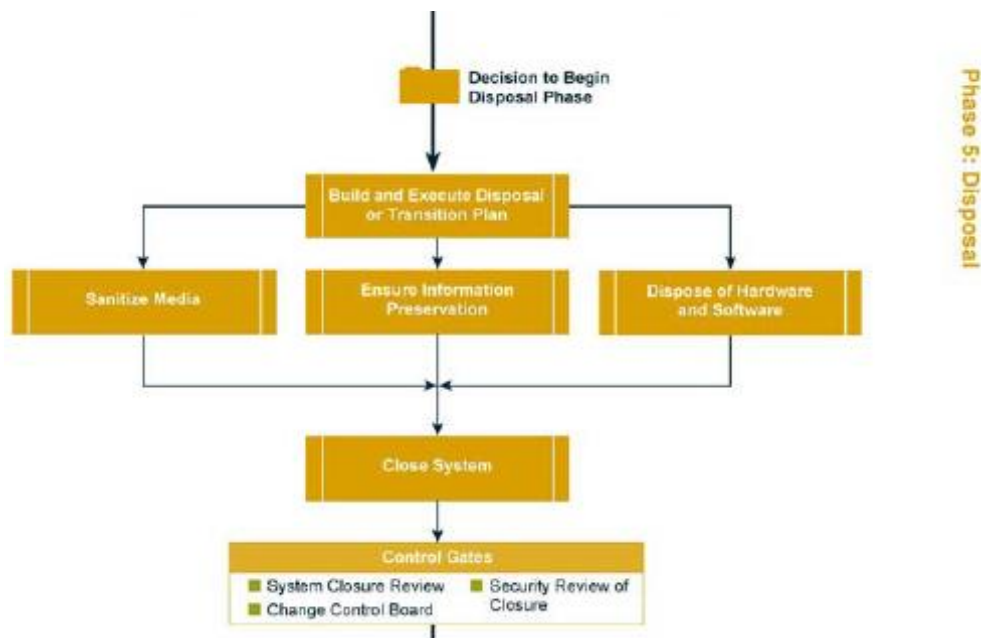 Decision to Begin
Disposal Phase
Phase 5: Disposal
Build and Execute Disposal
or Transition Plan
Sanitize Media
Ensure Information
Preservation
Dispose of Hardware
and Software
Close System
Control Gates
System Closure Review
Change Control Board
Security Review of
Closure